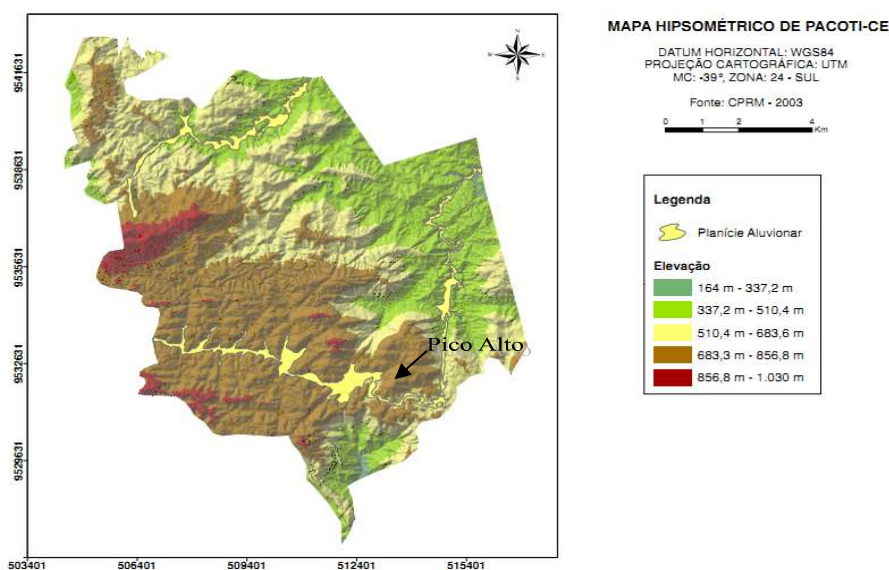 MAPA HIPSOMÉTRICO DE PACOTI-CE
DATUM HORIZONTAL: WGS84
PROJEÇÃO CARTOGRÁFICA: UTM
MC: -39°, ZONA: 24 - SUL
Fonte: CPRM - 2003
0 1 2 4
Km
Legenda
Planície Aluvionar
Elevação
164 m - 337,2 m
337,2 m - 510,4 m
510,4 m - 683,6 m
683,3 m - 856,8 m
856,8 m - 1.030 m
N
W E
S
Pico Alto
9541631
9538631
9535631
9532631
9529631
503401 506401 509401 512401 515401